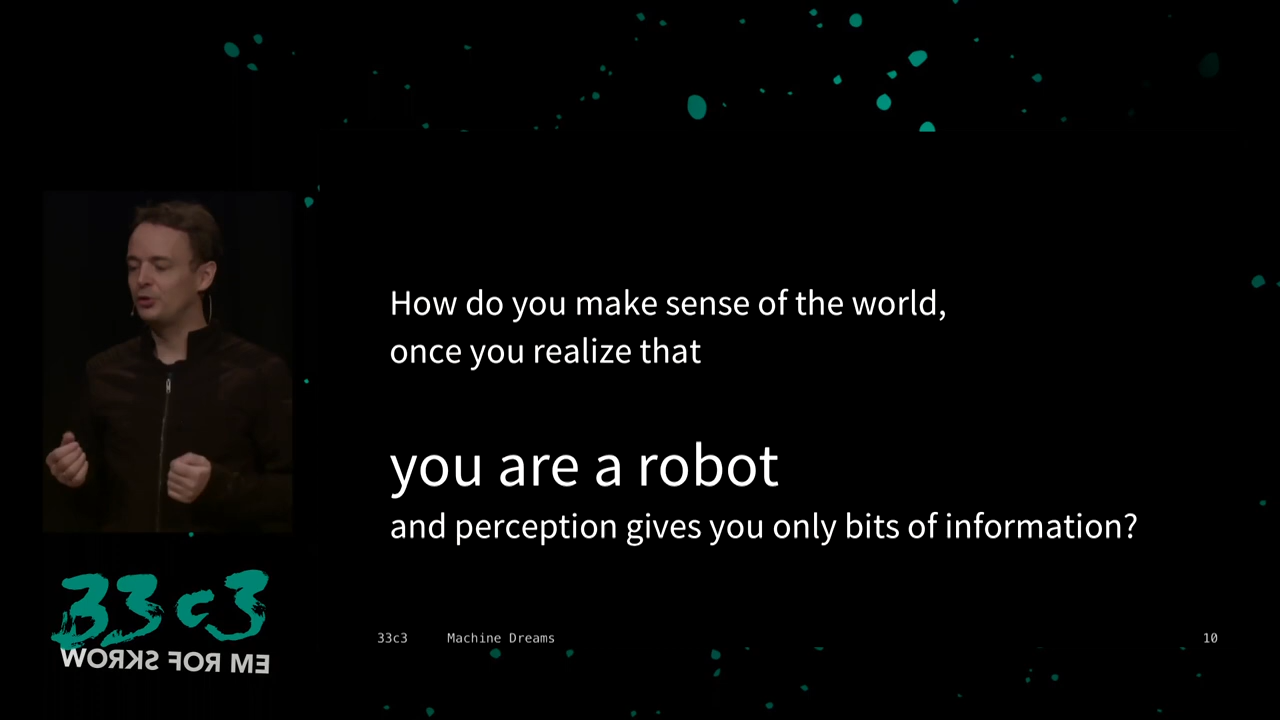 How do you make sense of the world,
once you realize that
you are a robot
and perception gives you only bits of information?
33c3
WORKS FOR ME
33c3 Machine Dreams 10